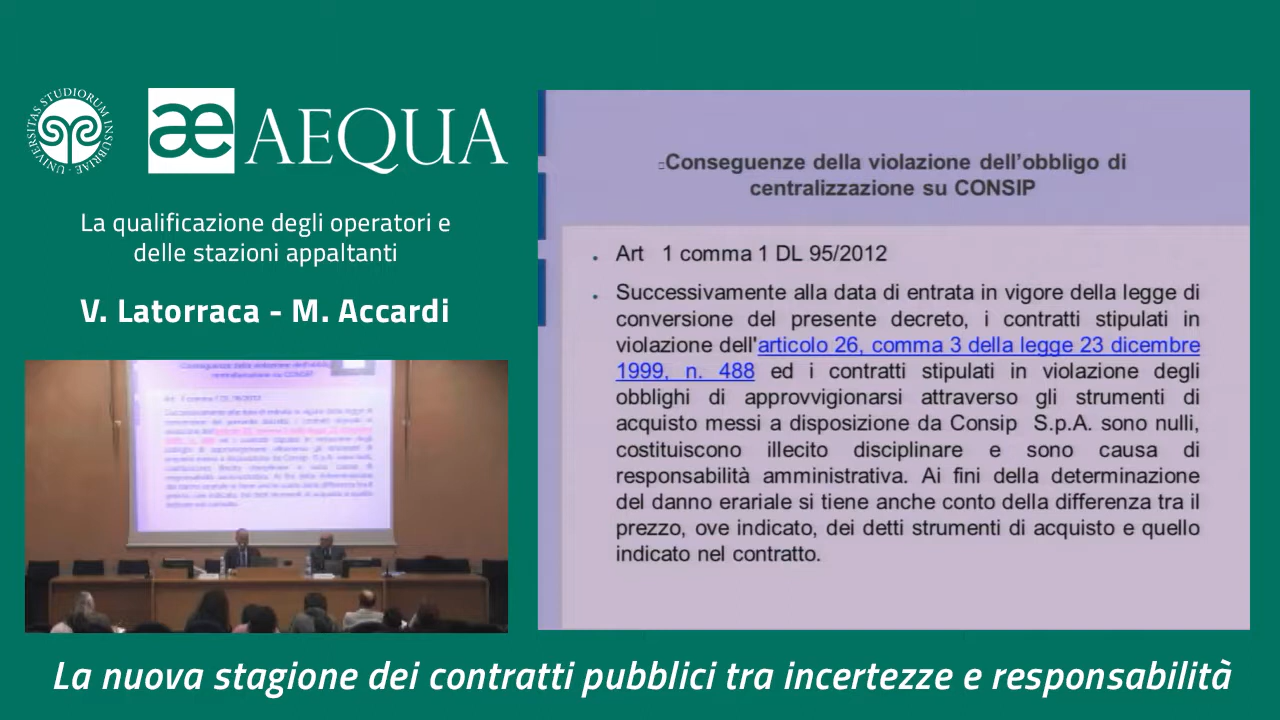 UNIVERSITAS STUDIORUM INSUBRIAE
æ AEQUA
La qualificazione degli operatori e
delle stazioni appaltanti
V. Latorraca - M. Accardi
Conseguenze della violazione dell'obbligo di
centralizzazione su CONSIP
• Art 1 comma 1 DL 95/2012
• Successivamente alla data di entrata in vigore della legge di
conversione del presente decreto, i contratti stipulati in
violazione dell'articolo 26, comma 3 della legge 23 dicembre
1999, n. 488 ed i contratti stipulati in violazione degli
obblighi di approvvigionarsi attraverso gli strumenti di
acquisto messi a disposizione da Consip S.p.A. sono nulli,
costituiscono illecito disciplinare e sono causa di
responsabilità amministrativa. Ai fini della determinazione
del danno erariale si tiene anche conto della differenza tra il
prezzo, ove indicato, dei detti strumenti di acquisto e quello
indicato nel contratto.
La nuova stagione dei contratti pubblici tra incertezze e responsabilità